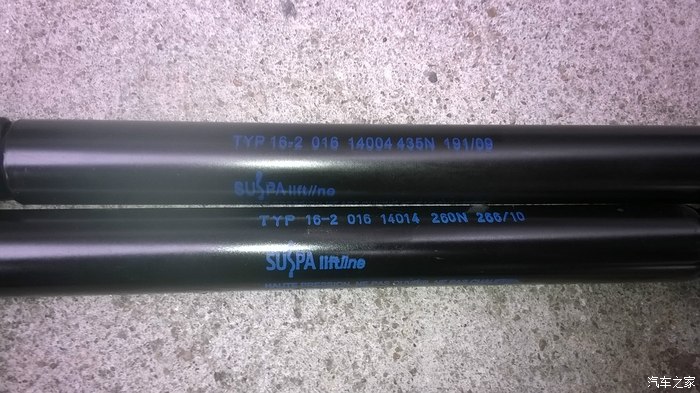 TYP 16-2 016 14004 435N 191/09
SUSPA liftline
TYP 16-2 016 14014 260N 266/10
SUSPA liftline
汽车之家